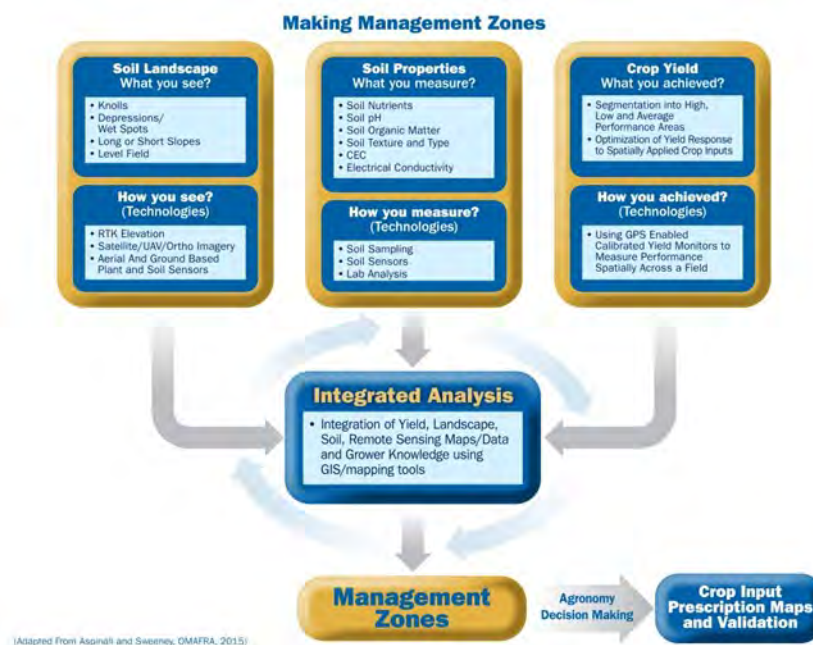 Making Management Zones
Soil Landscape
What you see?
• Knolls
• Depressions/
Wet Spots
• Long or Short Slopes
• Level Field
How you see?
(Technologies)
• RTK Elevation
• Satellite/UAV/Ortho Imagery
• Aerial And Ground Based
Plant and Soil Sensors
Soil Properties
What you measure?
• Soil Nutrients
• Soil pH
• Soil Organic Matter
• Soil Texture and Type
• CEC
• Electrical Conductivity
How you measure?
(Technologies)
• Soil Sampling
• Soil Sensors
• Lab Analysis
Crop Yield
What you achieved?
• Segmentation into High,
Low and Average
Performance Areas
• Optimization of Yield Response
to Spatially Applied Crop Inputs
How you achieved?
(Technologies)
• Using GPS Enabled
Calibrated Yield Monitors to
Measure Performance
Spatially Across a Field
Integrated Analysis
• Integration of Yield, Landscape,
Soil, Remote Sensing Maps/Data
and Grower Knowledge using
GIS/mapping tools
Management
Zones
Agronomy
Decision Making
Crop Input
Prescription Maps
and Validation
(Adapted From Aspinall and Sweeney, OMAFRA, 2015)